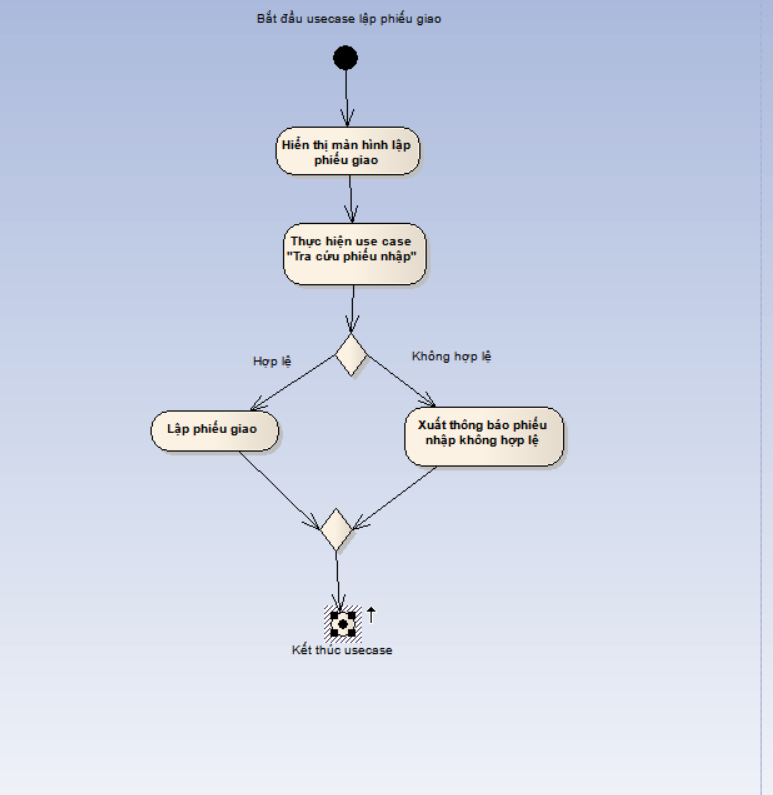 Bắt đầu usecase lập phiếu giao
Hiển thị màn hình lập
phiếu giao
Thực hiện use case
"Tra cứu phiếu nhập"
Hợp lệ
Không hợp lệ
Lập phiếu giao
Xuất thông báo phiếu
nhập không hợp lệ
Kết thúc usecase